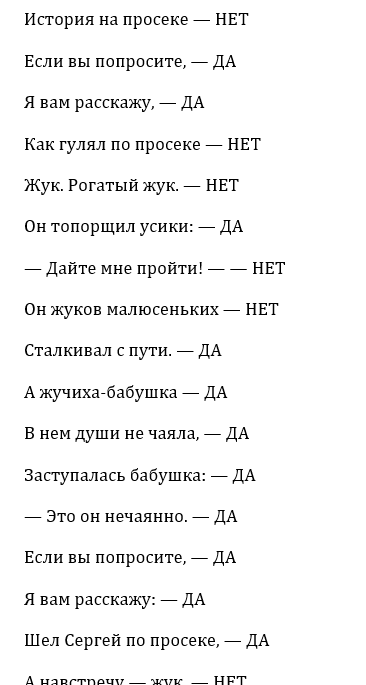 История на просеке — НЕТ
Если вы попросите, — ДА
Я вам расскажу, — ДА
Как гулял по просеке — НЕТ
Жук. Рогатый жук. — НЕТ
Он топорщил усики: — ДА
— Дайте мне пройти! — — НЕТ
Он жуков малюсеньких — НЕТ
Сталкивал с пути. — ДА
А жучиха-бабушка — ДА
В нем души не чаяла, — ДА
Заступалась бабушка: — ДА
— Это он нечаянно. — ДА
Если вы попросите, — ДА
Я вам расскажу: — ДА
Шел Сергей по просеке, — ДА
А навстречу — жук. — НЕТ